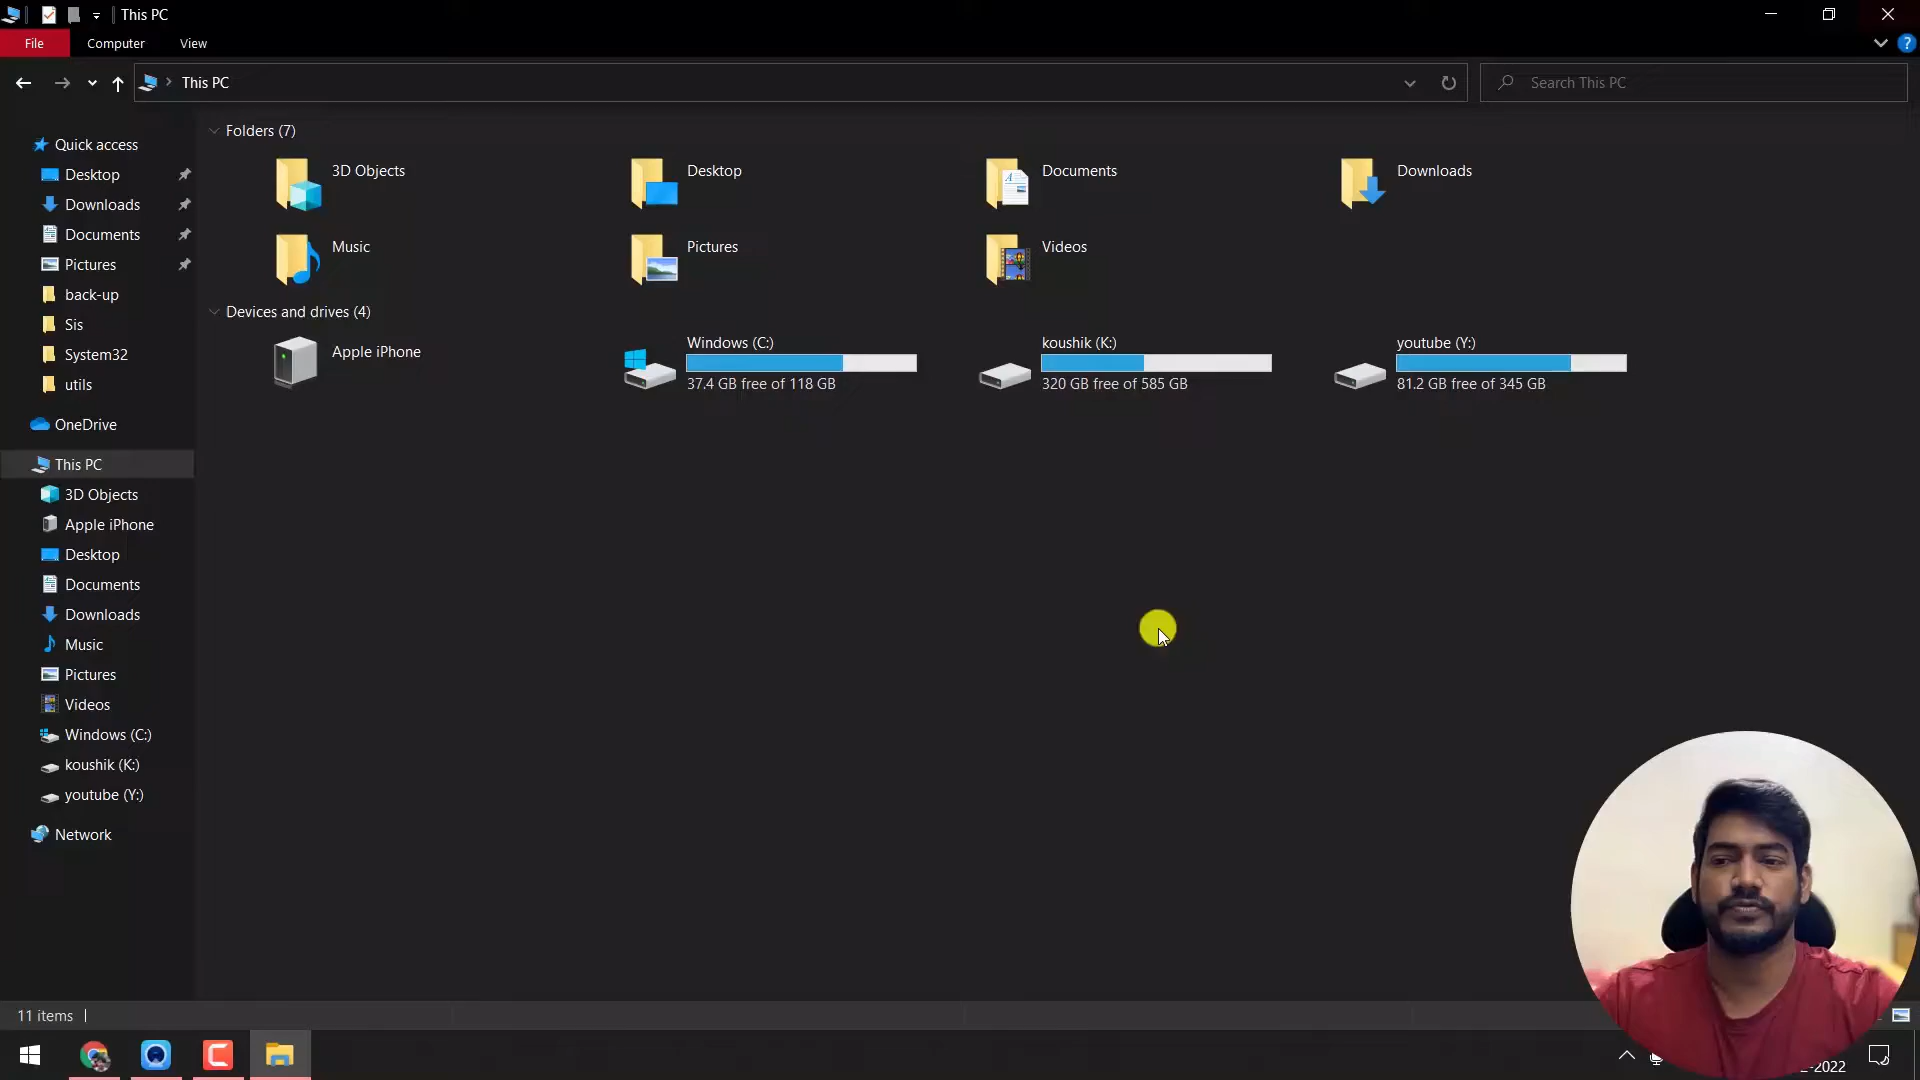 This PC
File
Computer
View
This PC
Search This PC
Quick access
Desktop
Downloads
Documents
Pictures
back-up
Sis
System32
utils
OneDrive
This PC
3D Objects
Apple iPhone
Desktop
Documents
Downloads
Music
Pictures
Videos
Windows (C:)
koushik (K:)
youtube (Y:)
Network
Folders (7)
3D Objects
Desktop
Documents
Downloads
Music
Pictures
Videos
Devices and drives (4)
Apple iPhone
Windows (C:)
37.4 GB free of 118 GB
koushik (K:)
320 GB free of 585 GB
youtube (Y:)
81.2 GB free of 345 GB
11 items
-2022